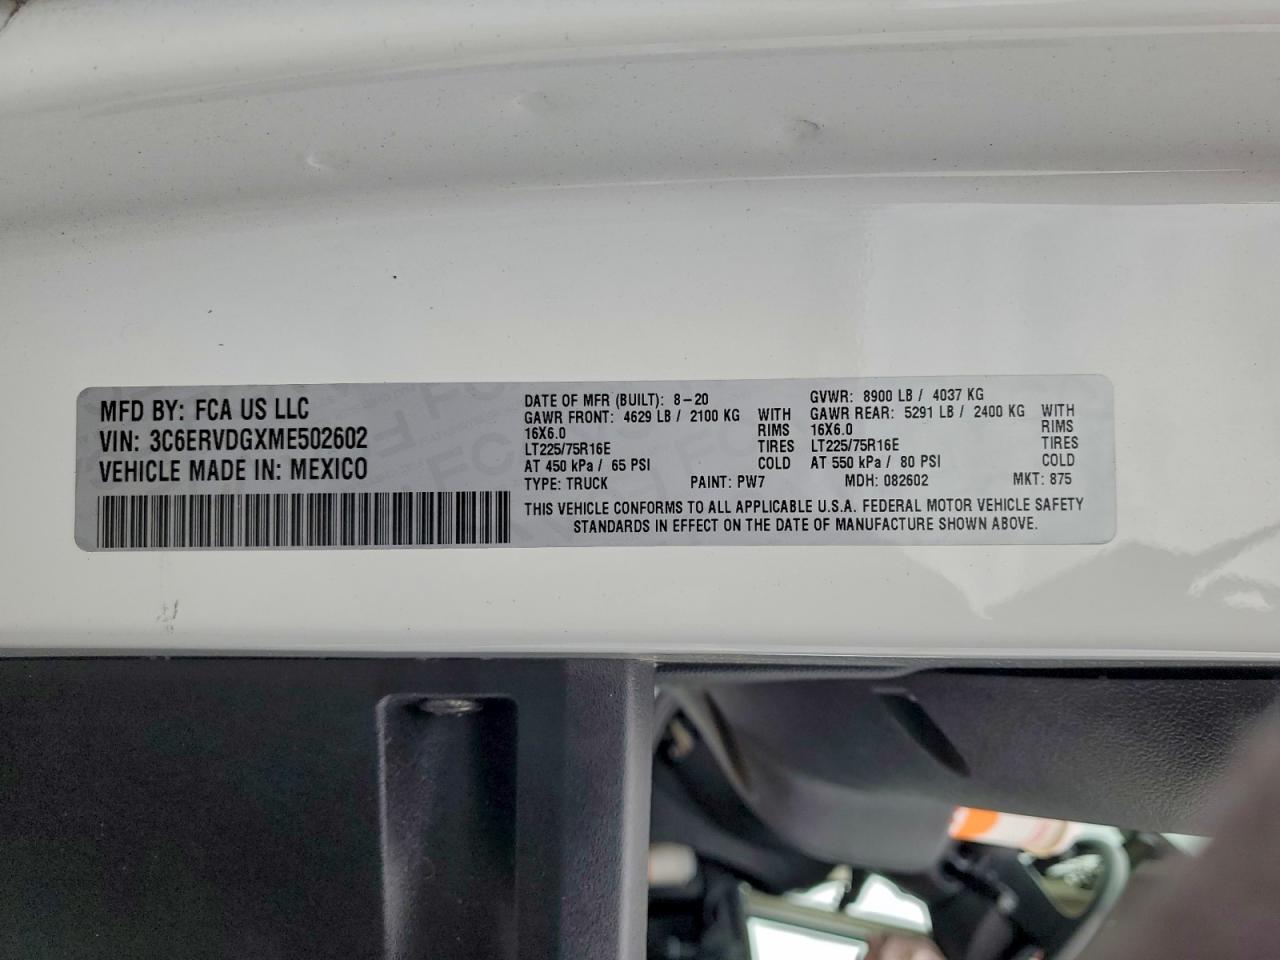 MFD BY: FCA US LLC
VIN: 3C6ERVDGXME502602
VEHICLE MADE IN: MEXICO
DATE OF MFR (BUILT): 8-20
GAWR FRONT: 4629 LB / 2100 KG WITH
16X6.0 RIMS
LT225/75R16E TIRES
AT 450 kPa / 65 PSI COLD
GVWR: 8900 LB / 4037 KG
GAWR REAR: 5291 LB / 2400 KG WITH
16X6.0 RIMS
LT225/75R16E TIRES
AT 550 kPa / 80 PSI COLD
TYPE: TRUCK PAINT: PW7 MDH: 082602 MKT: 875
THIS VEHICLE CONFORMS TO ALL APPLICABLE U.S.A. FEDERAL MOTOR VEHICLE SAFETY
STANDARDS IN EFFECT ON THE DATE OF MANUFACTURE SHOWN ABOVE.